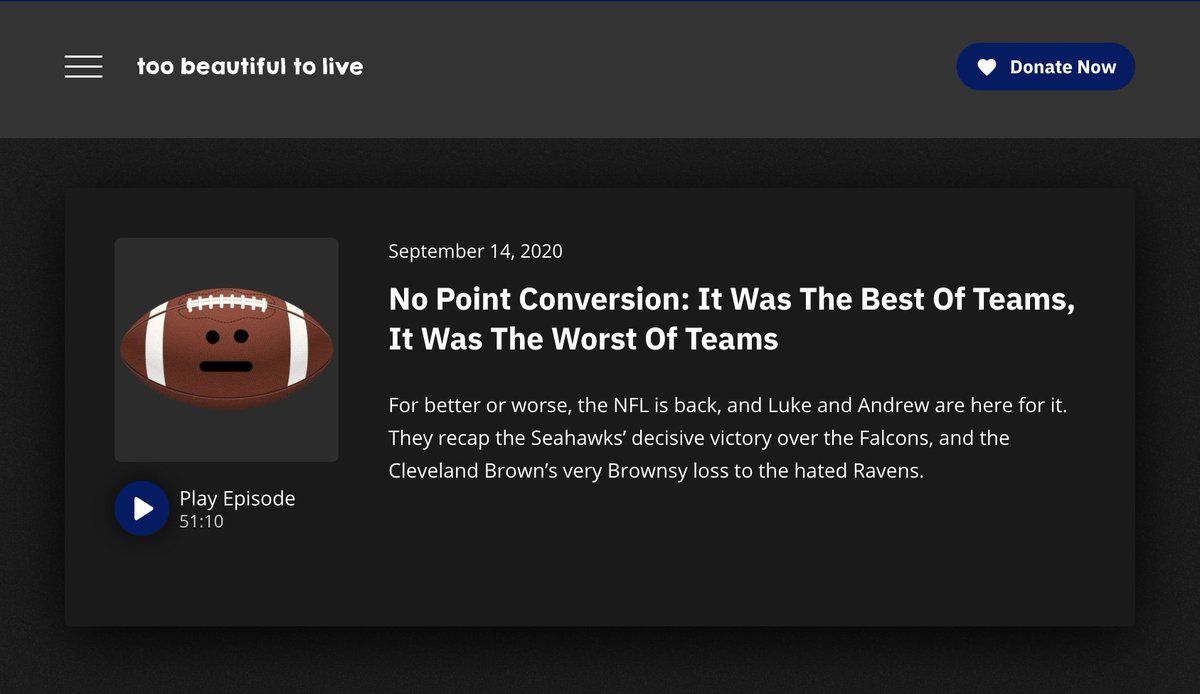 too beautiful to live
Donate Now
September 14, 2020
No Point Conversion: It Was The Best Of Teams,
It Was The Worst Of Teams
For better or worse, the NFL is back, and Luke and Andrew are here for it.
They recap the Seahawks’ decisive victory over the Falcons, and the
Cleveland Brown’s very Brownsy loss to the hated Ravens.
Play Episode
51:10